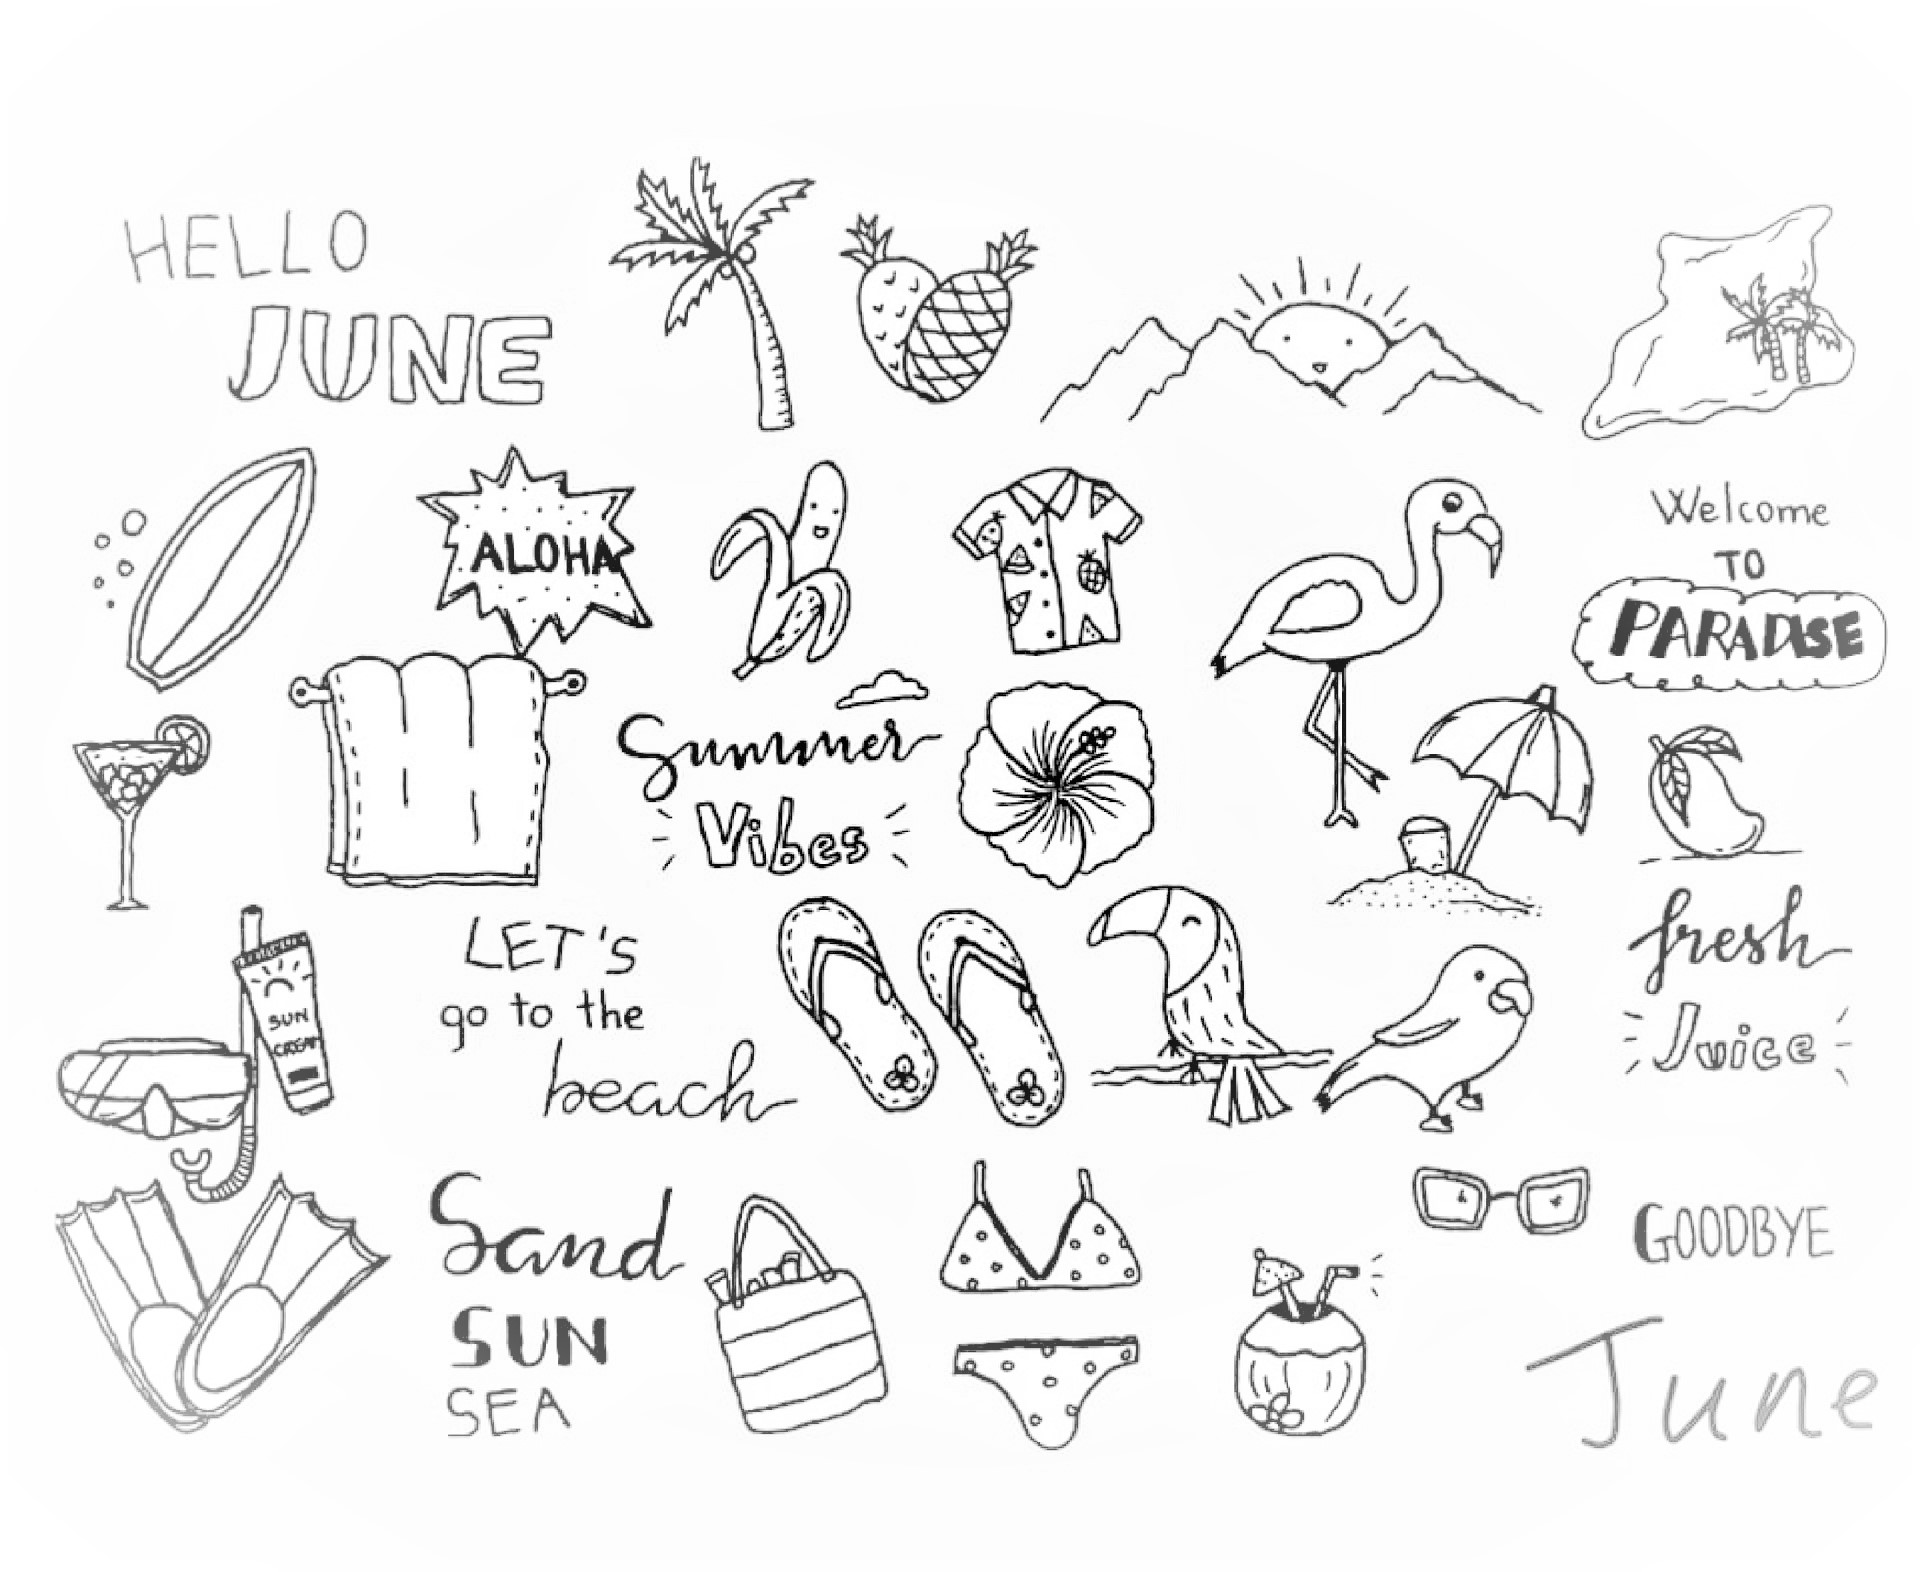 HELLO
JUNE
ALOHA
Welcome
TO
PARADISE
Summer
Vibes
LET'S
go to the
beach
SUN
CREAM
fresh
Juice
Sand
SUN
SEA
GOODBYE
June